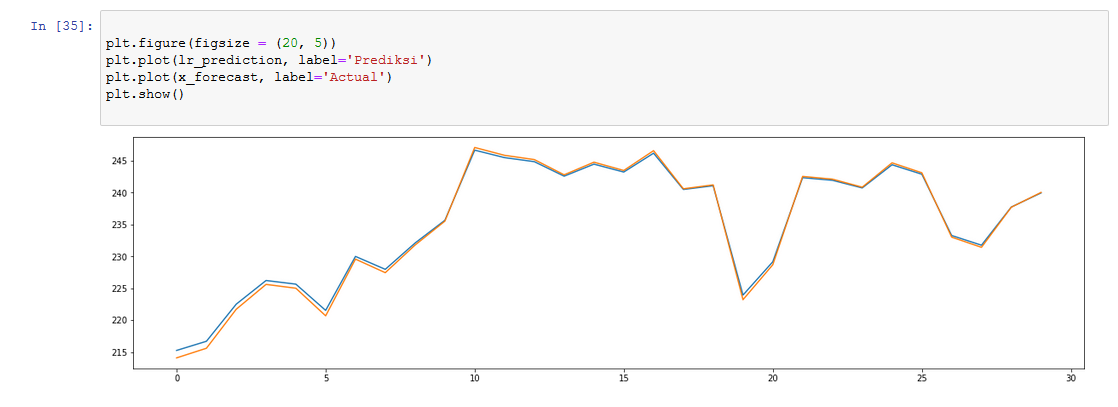 In [35]:
plt.figure(figsize = (20, 5))
plt.plot(lr_prediction, label='Prediksi')
plt.plot(x_forecast, label='Actual')
plt.show()
245
240
235
230
225
220
215
0 5 10 15 20 25 30